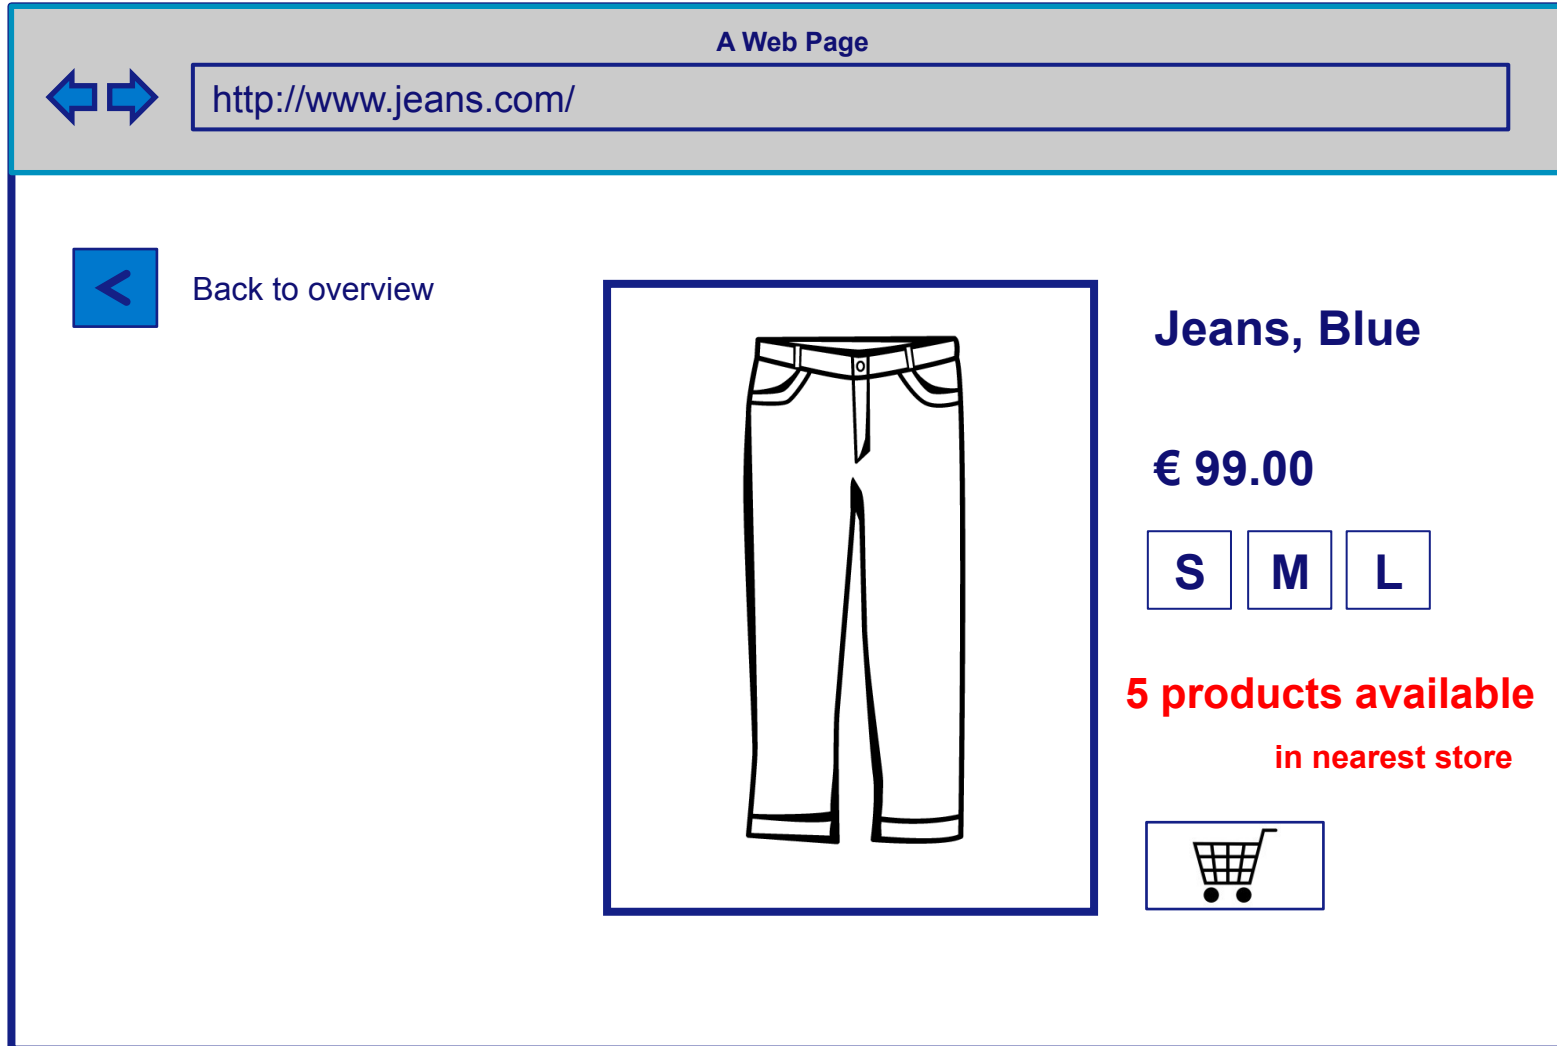 A Web Page
http://www.jeans.com/
<
Back to overview
Jeans, Blue
€ 99.00
S M L
5 products available
in nearest store